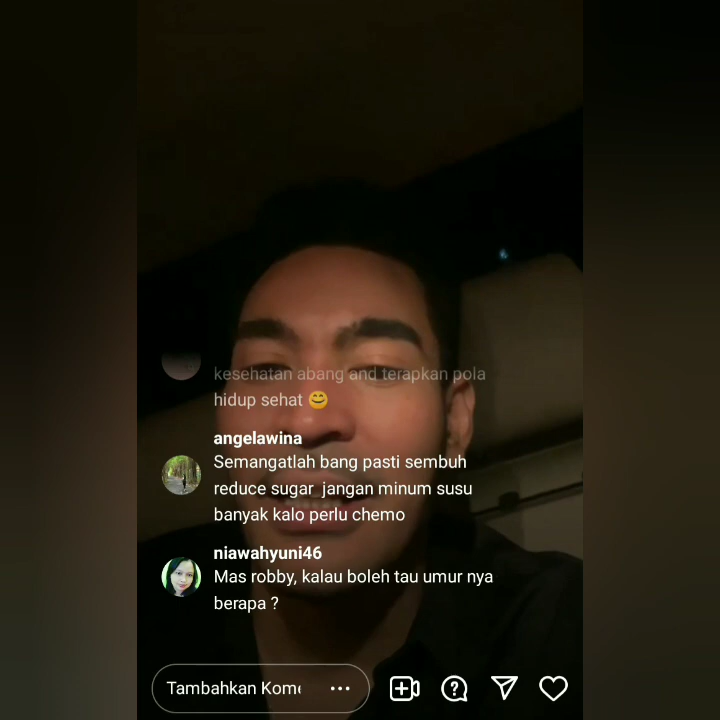 kesehatan abang and terapkan pola
hidup sehat 😊
angelawina
Semangatlah bang pasti sembuh
reduce sugar  jangan minum susu
banyak kalo perlu chemo
niawahyuni46
Mas robby, kalau boleh tau umur nya
berapa ?
Tambahkan Kome